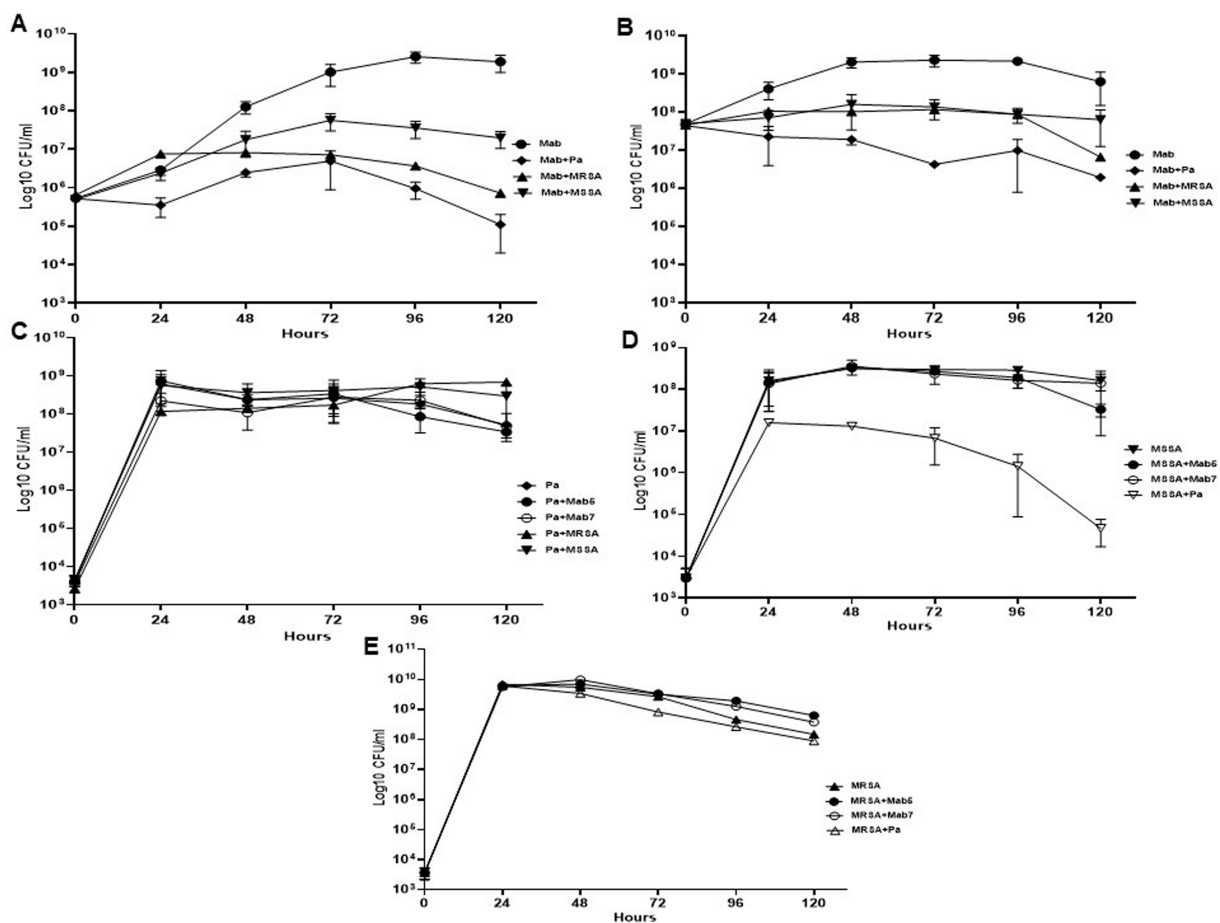 A
10^10
10^9
10^8
10^7
10^6
10^5
10^4
10^3
Log10 CFU/ml
0 24 48 72 96 120
Hours
Mab
Mab+Pa
Mab+MRSA
Mab+MSSA
B
10^10
10^9
10^8
10^7
10^6
10^5
10^4
10^3
Log10 CFU/ml
0 24 48 72 96 120
Hours
Mab
Mab+Pa
Mab+MRSA
Mab+MSSA
C
10^10
10^9
10^8
10^7
10^6
10^5
10^4
10^3
Log10 CFU/ml
0 24 48 72 96 120
Hours
Pa
Pa+Mab5
Pa+Mab7
Pa+MRSA
Pa+MSSA
D
10^9
10^8
10^7
10^6
10^5
10^4
10^3
Log10 CFU/ml
0 24 48 72 96 120
Hours
MSSA
MSSA+Mab5
MSSA+Mab7
MSSA+Pa
E
10^11
10^10
10^9
10^8
10^7
10^6
10^5
10^4
10^3
Log10 CFU/ml
0 24 48 72 96 120
Hours
MRSA
MRSA+Mab5
MRSA+Mab7
MRSA+Pa